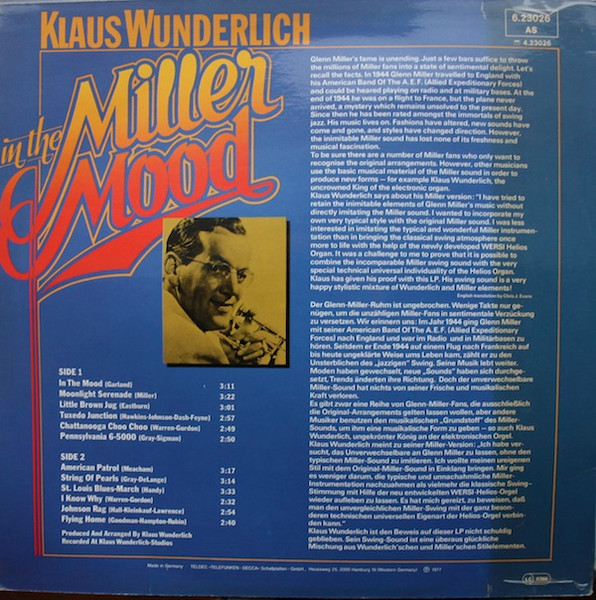 KLAUS WUNDERLICH
in the Miller
Mood
6.23026
AS
4.23026
Glenn Miller's fame is unending. Just a few bars suffice to throw
the millions of Miller fans into a state of sentimental delight. Let's
recall the facts. In 1944 Glenn Miller travelled to England with
his American Band Of The A. E. F. (Allied Expeditionary Forces)
and could be heared playing on radio and at military bases. At the
end of 1944 he was on a flight to France, but the plane never
arrived, a mystery which remains unsolved to the present day.
Since then he has been rated amongst the immortals of swing
jazz. His music lives on. Fashions have altered, new sounds have
come and gone, and styles have changed direction. However,
the inimitable Miller sound has lost none of its freshness and
musical fascination.
To be sure there are a number of Miller fans who only want to
recognise the original arrangements. However, other musicians
use the basic musical material of the Miller sound in order to
produce new forms – for example Klaus Wunderlich, the
uncrowned King of the electronic organ.
Klaus Wunderlich says about his Miller version: "I have tried to
retain the inimitable elements of Glenn Miller's music without
directly imitating the Miller sound. I wanted to incorporate my
own very typical style with the original Miller sound. I was less
interested in imitating the typical and wonderful Miller instrumen-
tation than in bringing the classical swing atmosphere once
more to life with the help of the newly developed WERSI Helios
Organ. It was a challenge to me to prove that it is possible to
combine the incomparable Miller swing sound with the very
special technical universal individuality of the Helios Organ.
Klaus has given his proof with this LP. His swing sound is a very
happy stylistic mixture of Wunderlich and Miller elements!
English translation by Chris J. Evans
Der Glenn-Miller-Ruhm ist ungebrochen. Wenige Takte nur ge-
nügen, um die unzähligen Miller-Fans in sentimentale Verzückung
zu versetzen. Wir erinnern uns: Im Jahr 1944 ging Glenn Miller
mit seiner American Band Of The A. E. F. (Allied Expeditionary
Forces) nach England und war im Radio und in Militärbasen zu
hören. Seitdem er Ende 1944 auf einem Flug nach Frankreich auf
bis heute ungeklärte Weise ums Leben kam, zählt er zu den
Unsterblichen des „jazzigen" Swing. Seine Musik lebt weiter.
Moden haben gewechselt, neue „Sounds" haben sich durchge-
setzt, Trends änderten ihre Richtung. Doch der unverwechselbare
Miller-Sound hat nichts von seiner Frische und musikalischen
Kraft verloren.
Es gibt zwar eine Reihe von Glenn-Miller-Fans, die ausschließlich
die Original-Arrangements gelten lassen wollen, aber andere
Musiker benutzen den musikalischen „Grundstoff" des Miller-
Sounds, um ihm eine musikalische Form zu geben – so auch Klaus
Wunderlich, ungekrönter König an der elektronischen Orgel.
Klaus Wunderlich meint zu seiner Miller-Version: „Ich habe ver-
sucht, das Unverwechselbare an Glenn Miller zu lassen, ohne den
typischen Miller-Sound zu imitieren. Ich wollte meinen ureigenen
Stil mit dem Original-Miller-Sound in Einklang bringen. Mir ging
es weniger darum, die typische und unnachahmliche Miller-
Instrumentation nachzuahmen als vielmehr die klassische Swing–
Stimmung mit Hilfe der neu entwickelten WERSI-Helios-Orgel
wieder aufleben zu lassen. Es hat mich gereizt, zu beweisen, daß
man den unvergleichlichen Miller-Swing mit der ganz beson-
deren technischen universellen Eigenart der Helios-Orgel verbin-
den kann."
Klaus Wunderlich ist den Beweis auf dieser LP nicht schuldig
geblieben. Sein Swing-Sound ist eine überaus glückliche
Mischung aus Wunderlich'schen und Miller'schen Stilelementen.
SIDE 1
In The Mood (Garland) 3:11
Moonlight Serenade (Miller) 3:22
Little Brown Jug (Eastburn) 3:01
Tuxedo Junction (Hawkins-Johnson-Dash-Feyne) 2:57
Chattanooga Choo Choo (Warren-Gordon) 2:49
Pennsylvania 6-5000 (Gray-Sigman) 2:50
SIDE 2
American Patrol (Meacham) 3:17
String Of Pearls (Gray-DeLange) 3:14
St. Louis Blues-March (Handy) 3:33
I Know Why (Warren-Gordon) 2:32
Johnson Rag (Hall-Kleinkauf-Lawrence) 2:54
Flying Home (Goodman-Hampton-Robin) 2:40
Produced And Arranged By Klaus Wunderlich
Recorded At Klaus Wunderlich-Studios
Made in Germany TELDEC »TELEFUNKEN - DECCA« Schallplatten - GmbH., Heussweg 25, 2000 Hamburg 19 (Western Germany) ℗ 1977
LC